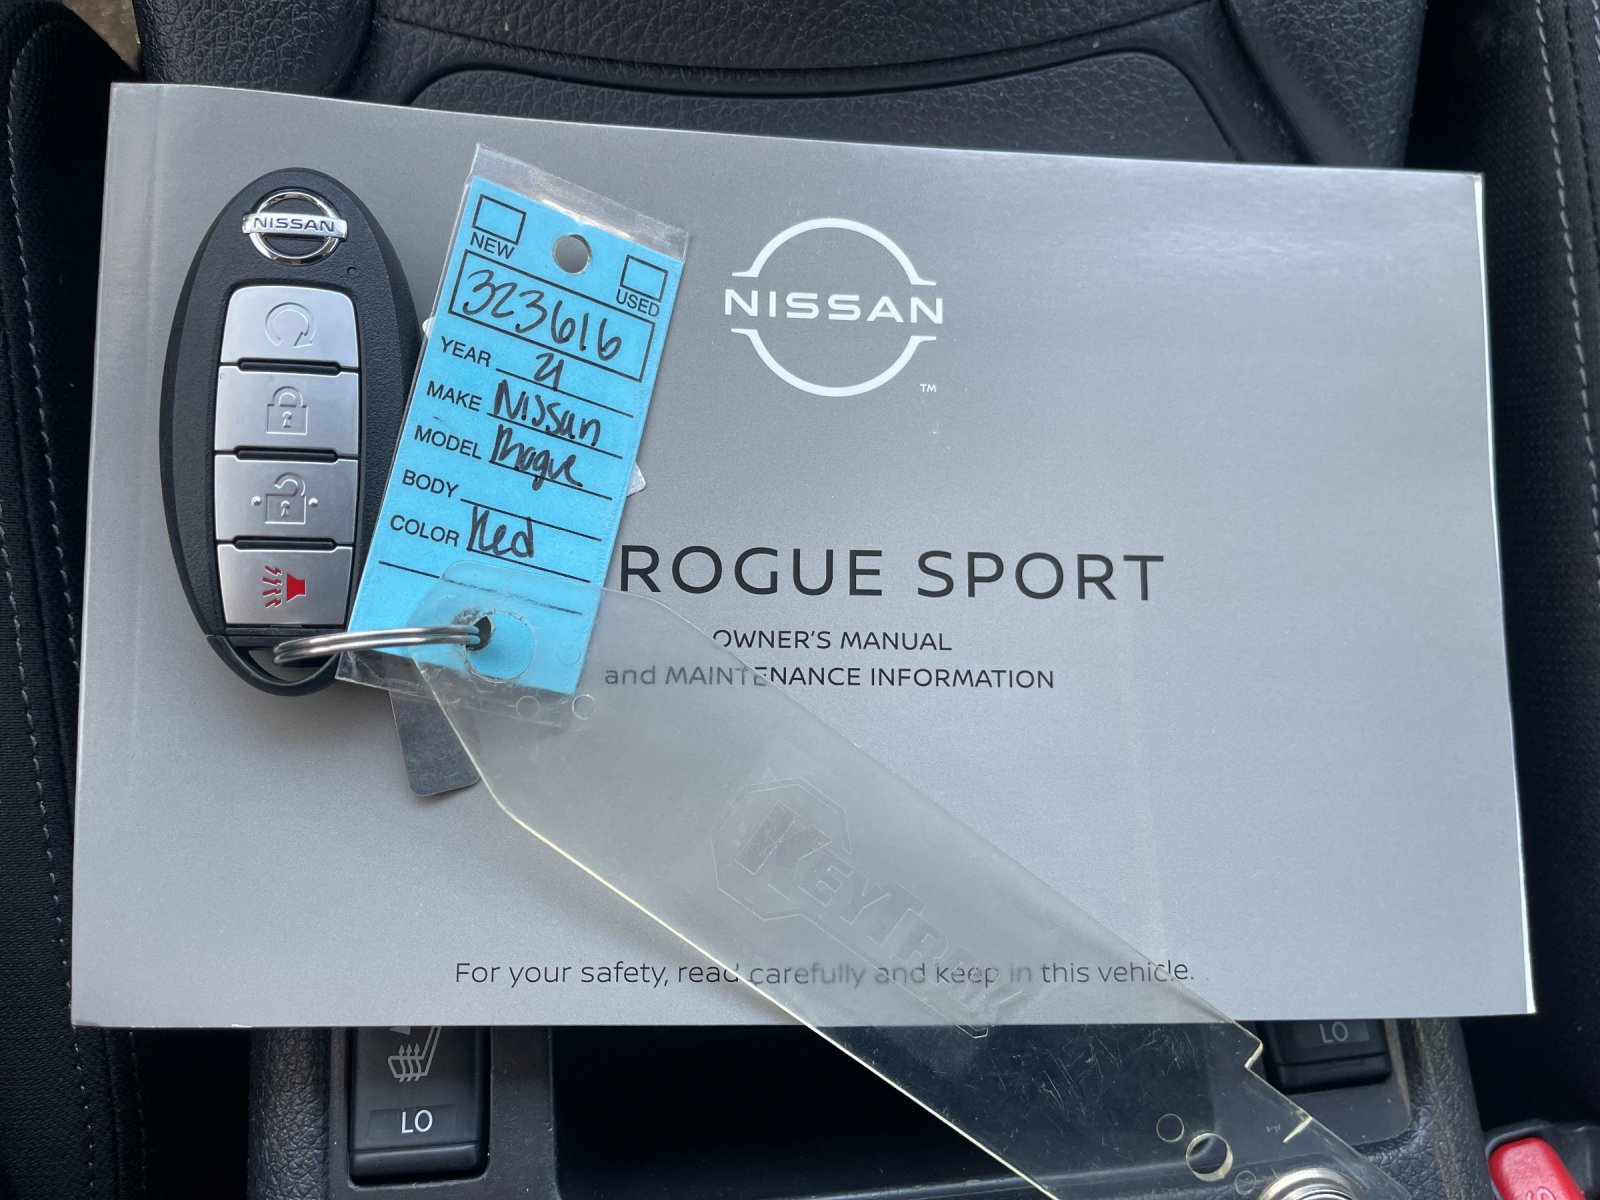 NISSAN
NEW
USED
323616
YEAR 21
MAKE Nissan
MODEL Rogue
BODY
COLOR Red
NISSAN
TM
ROGUE SPORT
OWNER'S MANUAL
and MAINTENANCE INFORMATION
KEYTRAK
For your safety, read carefully and keep in this vehicle.
LO
LO